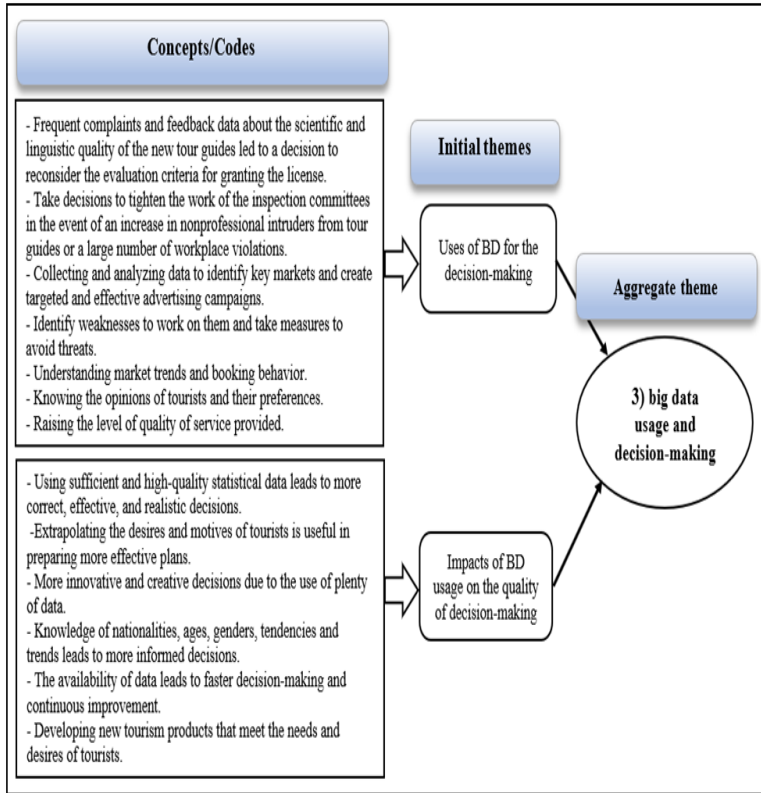 Concepts/Codes
- Frequent complaints and feedback data about the scientific and
linguistic quality of the new tour guides led to a decision to
reconsider the evaluation criteria for granting the license.
- Take decisions to tighten the work of the inspection committees
in the event of an increase in nonprofessional intruders from tour
guides or a large number of workplace violations.
- Collecting and analyzing data to identify key markets and create
targeted and effective advertising campaigns.
- Identify weaknesses to work on them and take measures to
avoid threats.
- Understanding market trends and booking behavior.
- Knowing the opinions of tourists and their preferences.
- Raising the level of quality of service provided.
- Using sufficient and high-quality statistical data leads to more
correct, effective, and realistic decisions.
-Extrapolating the desires and motives of tourists is useful in
preparing more effective plans.
- More innovative and creative decisions due to the use of plenty
of data.
- Knowledge of nationalities, ages, genders, tendencies and
trends leads to more informed decisions.
- The availability of data leads to faster decision-making and
continuous improvement.
- Developing new tourism products that meet the needs and
desires of tourists.
Initial themes
Uses of BD for the
decision-making
Impacts of BD
usage on the quality
of decision-making
Aggregate theme
3) big data
usage and
decision-making